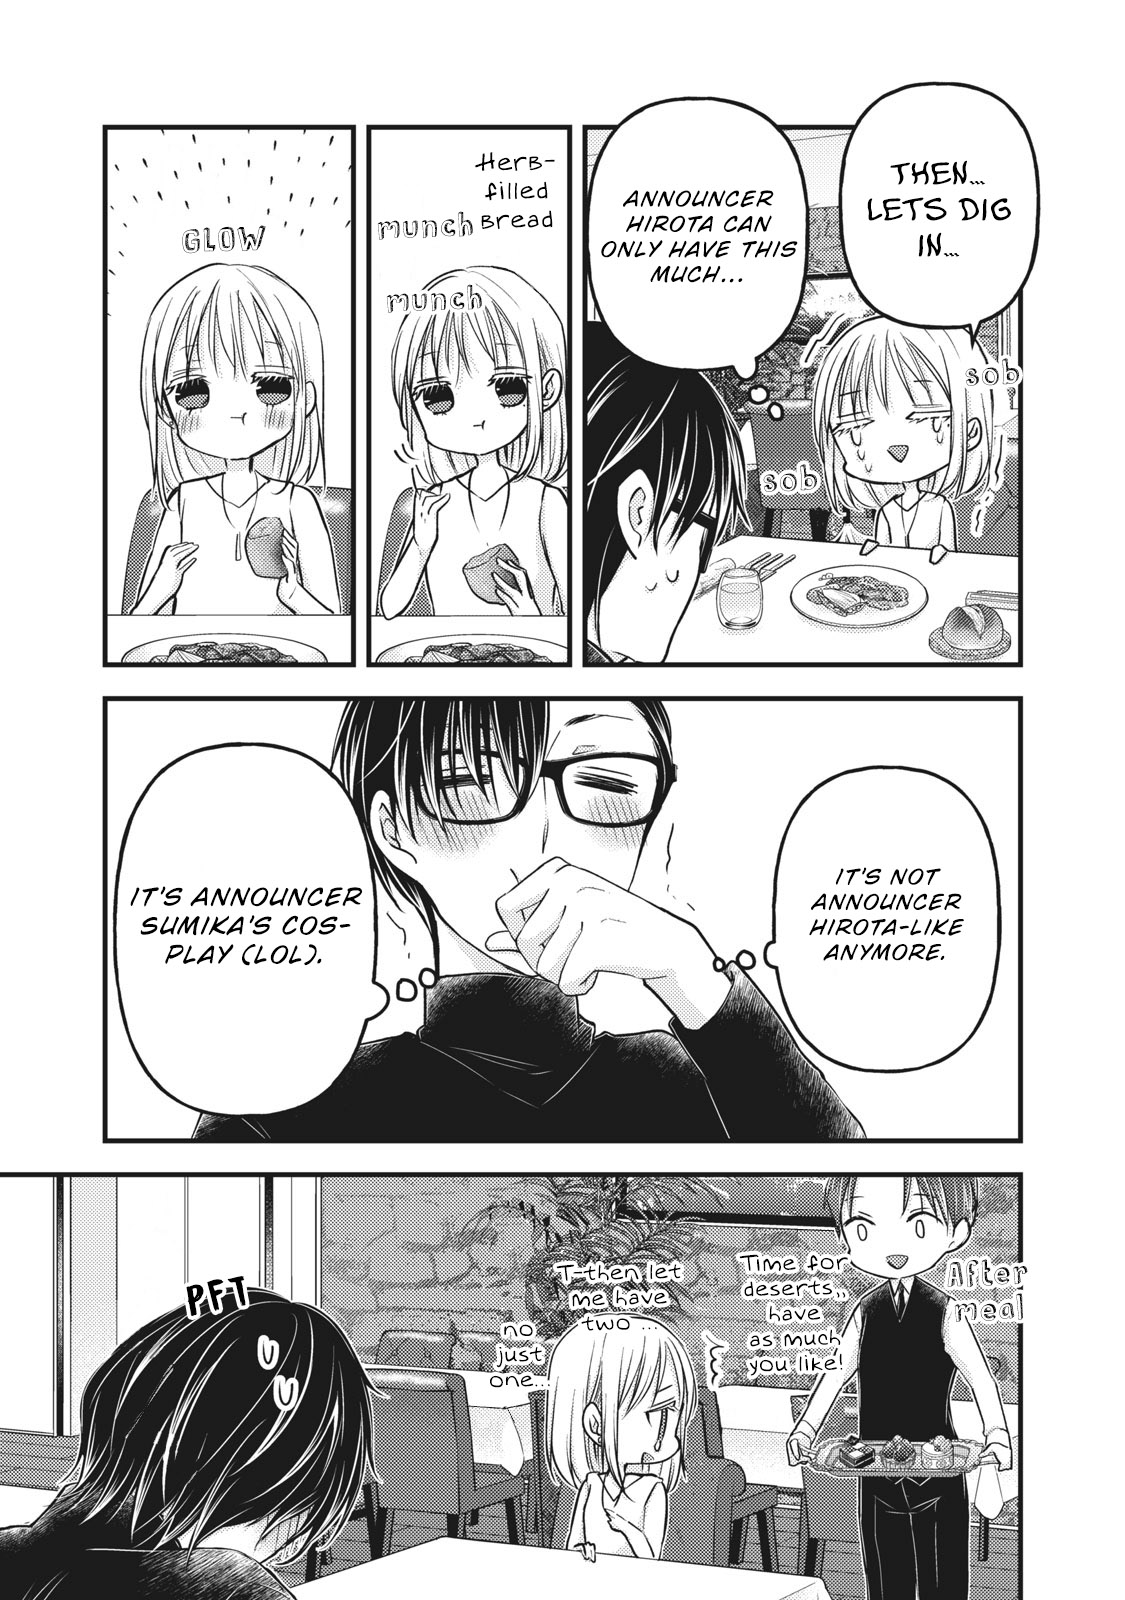 THEN...
LETS DIG
IN...
ANNOUNCER
HIROTA CAN
ONLY HAVE THIS
MUCH...
sob
sob
HERB-
filled
BREAD
munch
munch
GLOW
IT'S NOT
ANNOUNCER
HIROTA-LIKE
ANYMORE.
IT'S ANNOUNCER
SUMIKA'S COS-
PLAY (LOL).
After
meal
Time for
deserts,,
have
as much
you like!
T-then let
me have
two ...
no
just
one...
PFT